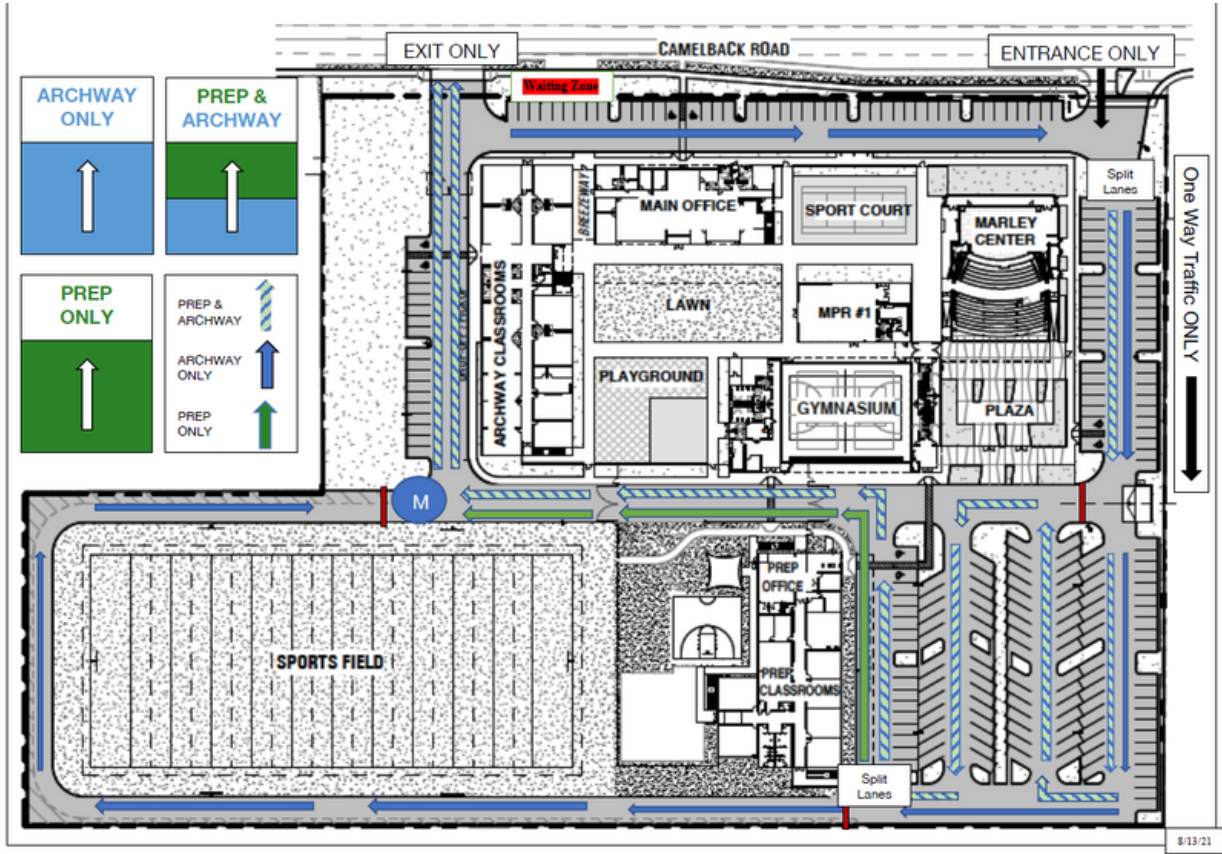 EXIT ONLY
CAMELBACK ROAD
ENTRANCE ONLY
Waiting Zone
ARCHWAY
ONLY
PREP &
ARCHWAY
PREP
ONLY
PREP &
ARCHWAY
ARCHWAY
ONLY
PREP
ONLY
Split
Lanes
One Way Traffic ONLY
BREEZEWAY
MAIN OFFICE
SPORT COURT
MARLEY
CENTER
ARCHWAY CLASSROOMS
LAWN
MPR #1
PLAYGROUND
GYMNASIUM
PLAZA
M
PREP
OFFICE
SPORTS FIELD
PREP
CLASSROOMS
Split
Lanes
8/13/21